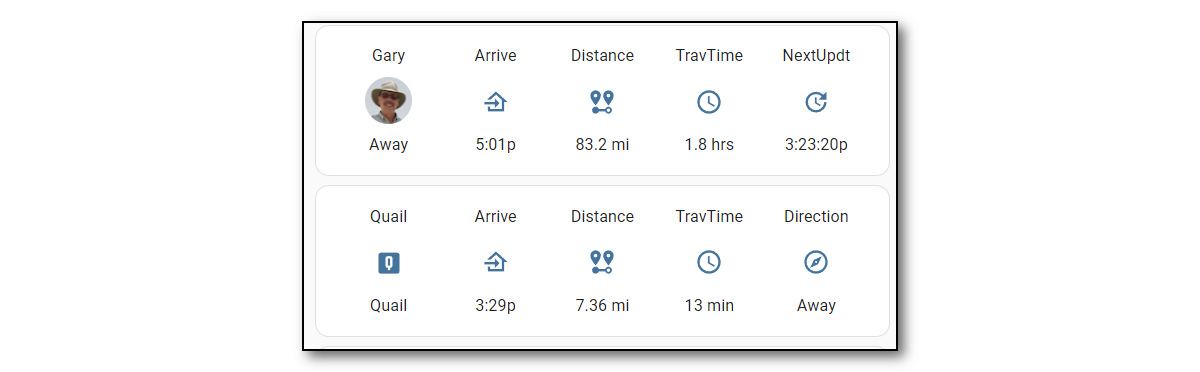 Gary Arrive Distance TravTime NextUpdt
Away 5:01p 83.2 mi 1.8 hrs 3:23:20p
Quail Arrive Distance TravTime Direction
Q
Quail 3:29p 7.36 mi 13 min Away